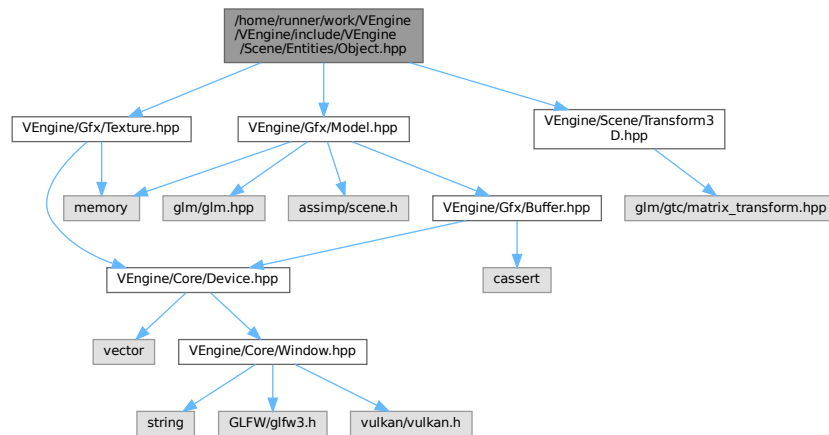 /home/runner/work/VEngine
/VEngine/include/VEngine
/Scene/Entities/Object.hpp
VEngine/Gfx/Texture.hpp
VEngine/Gfx/Model.hpp
VEngine/Scene/Transform3
D.hpp
memory
glm/glm.hpp
assimp/scene.h
VEngine/Gfx/Buffer.hpp
glm/gtc/matrix_transform.hpp
VEngine/Core/Device.hpp
cassert
vector
VEngine/Core/Window.hpp
string
GLFW/glfw3.h
vulkan/vulkan.h